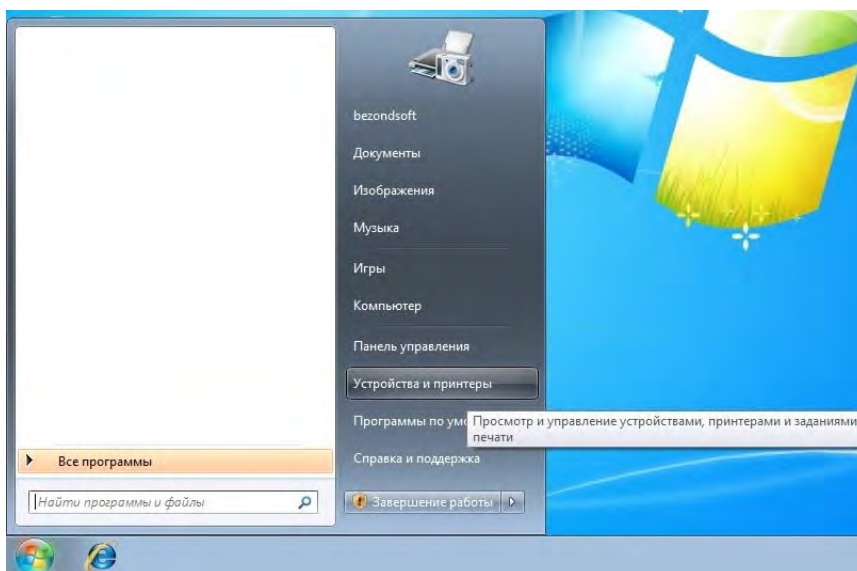 bezondsoft
Документы
Изображения
Музыка
Игры
Компьютер
Панель управления
Устройства и принтеры
Программы по умо
Просмотр и управление устройствами, принтерами и заданиями
печати
Все программы
Справка и поддержка
Найти программы и файлы
Завершение работы